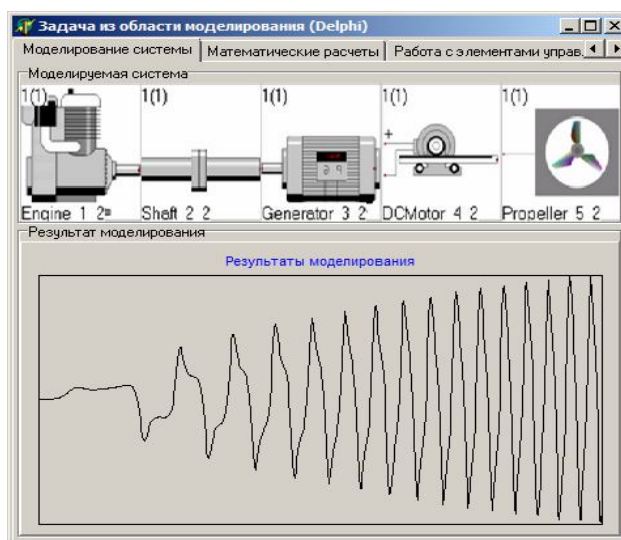 Задача из области моделирования (Delphi)
Моделирование системы Математические расчеты Работа с элементами управ.
Моделируемая система
1(1) 1(1) 1(1) 1(1) 1(1)
+
Engine 1 2 Shaft 2 2 Generator 3 2 DCMotor 4 2 Propeller 5 2
Результат моделирования
Результаты моделирования